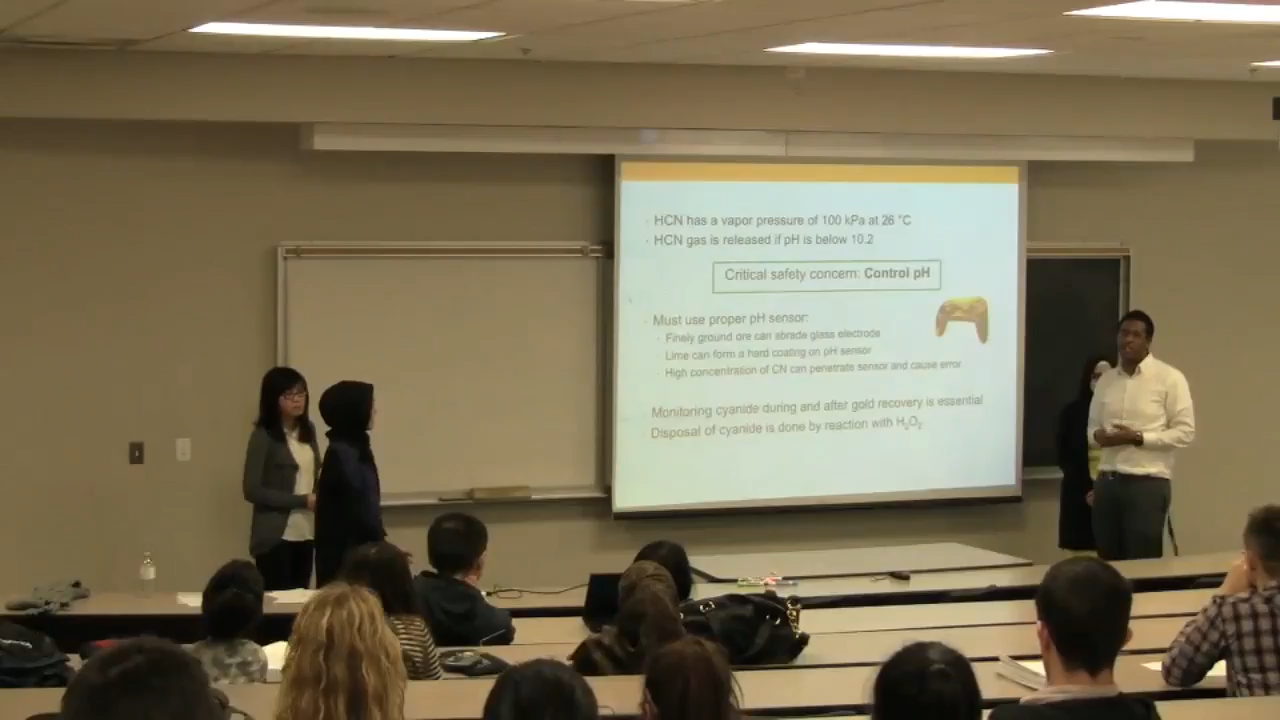 HCN has a vapor pressure of 100 kPa at 26 °C
HCN gas is released if pH is below 10.2
Critical safety concern: Control pH
Must use proper pH sensor:
Finely ground ore can abrade glass electrode
Lime can form a hard coating on pH sensor
High concentration of CN can penetrate sensor and cause error
Monitoring cyanide during and after gold recovery is essential
Disposal of cyanide is done by reaction with H₂O₂